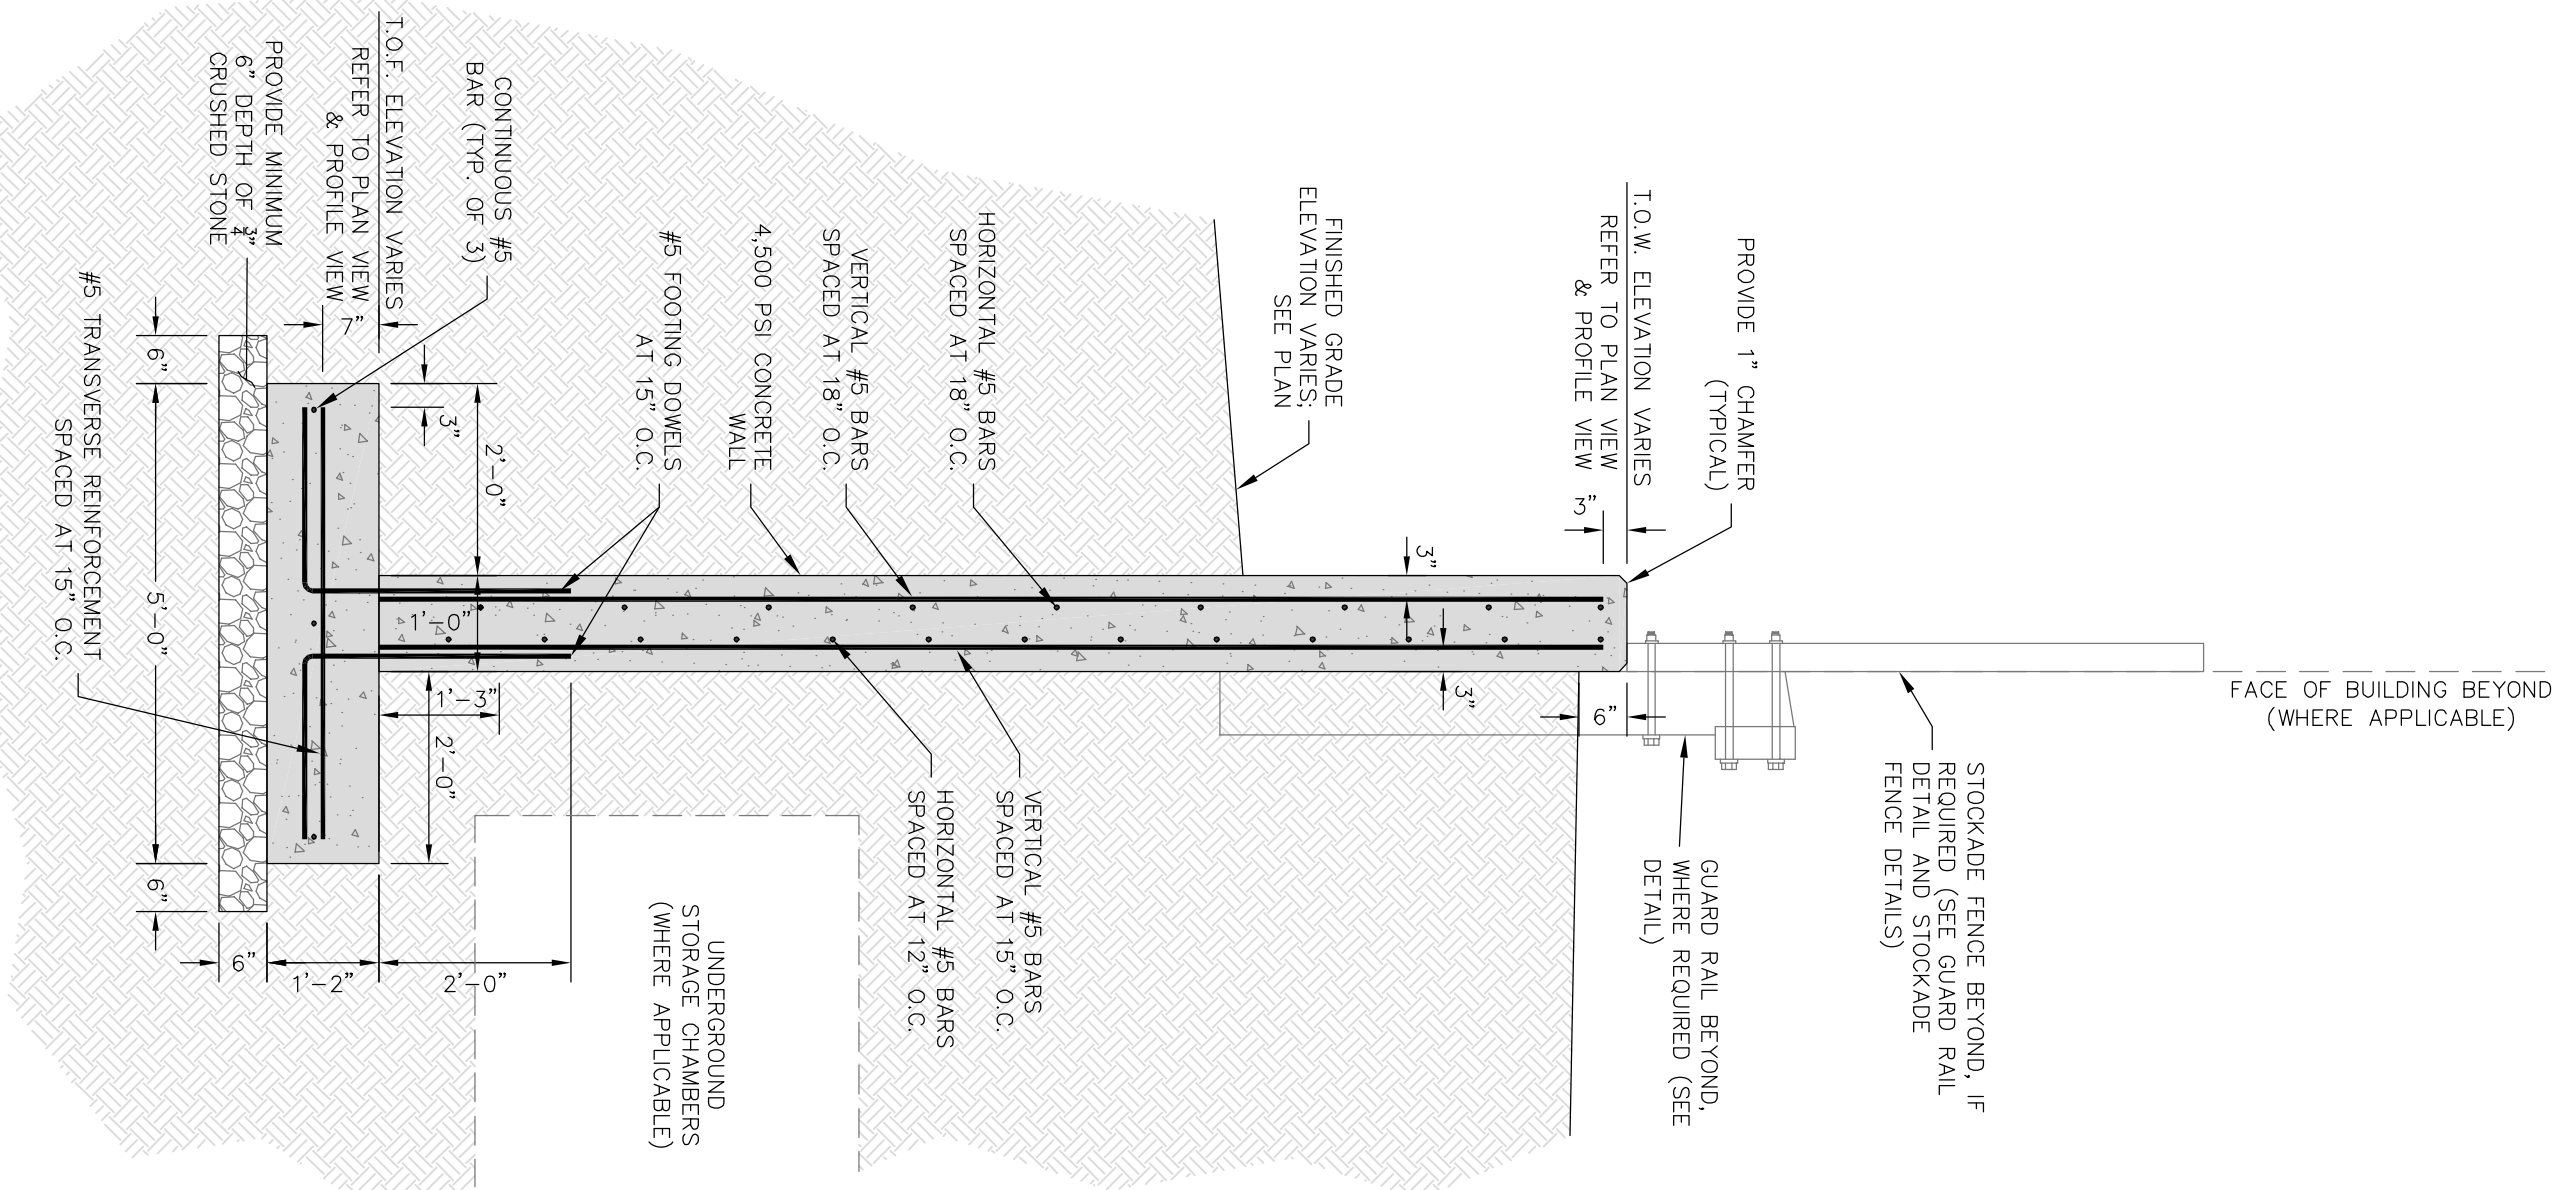 FACE OF BUILDING BEYOND
(WHERE APPLICABLE)
STOCKADE FENCE BEYOND, IF
REQUIRED (SEE GUARD RAIL
DETAIL AND STOCKADE
FENCE DETAILS)
PROVIDE 1" CHAMFER
(TYPICAL)
GUARD RAIL BEYOND,
WHERE REQUIRED (SEE
DETAIL)
T.O.W. ELEVATION VARIES
REFER TO PLAN VIEW
& PROFILE VIEW
3"
6"
3"
3"
FINISHED GRADE
ELEVATION VARIES;
SEE PLAN
HORIZONTAL #5 BARS
SPACED AT 18" O.C.
VERTICAL #5 BARS
SPACED AT 15" O.C.
VERTICAL #5 BARS
SPACED AT 18" O.C.
HORIZONTAL #5 BARS
SPACED AT 12" O.C.
4,500 PSI CONCRETE
WALL
#5 FOOTING DOWELS
AT 15" O.C.
UNDERGROUND
STORAGE CHAMBERS
(WHERE APPLICABLE)
CONTINUOUS #5
BAR (TYP. OF 3)
2'-0"
1'-0"
1'-3"
2'-0"
2'-0"
3"
T.O.F. ELEVATION VARIES
REFER TO PLAN VIEW
& PROFILE VIEW
7"
1'-2"
PROVIDE MINIMUM
6" DEPTH OF 3/4"
CRUSHED STONE
6"
6"
5'-0"
6"
#5 TRANSVERSE REINFORCEMENT
SPACED AT 15" O.C.